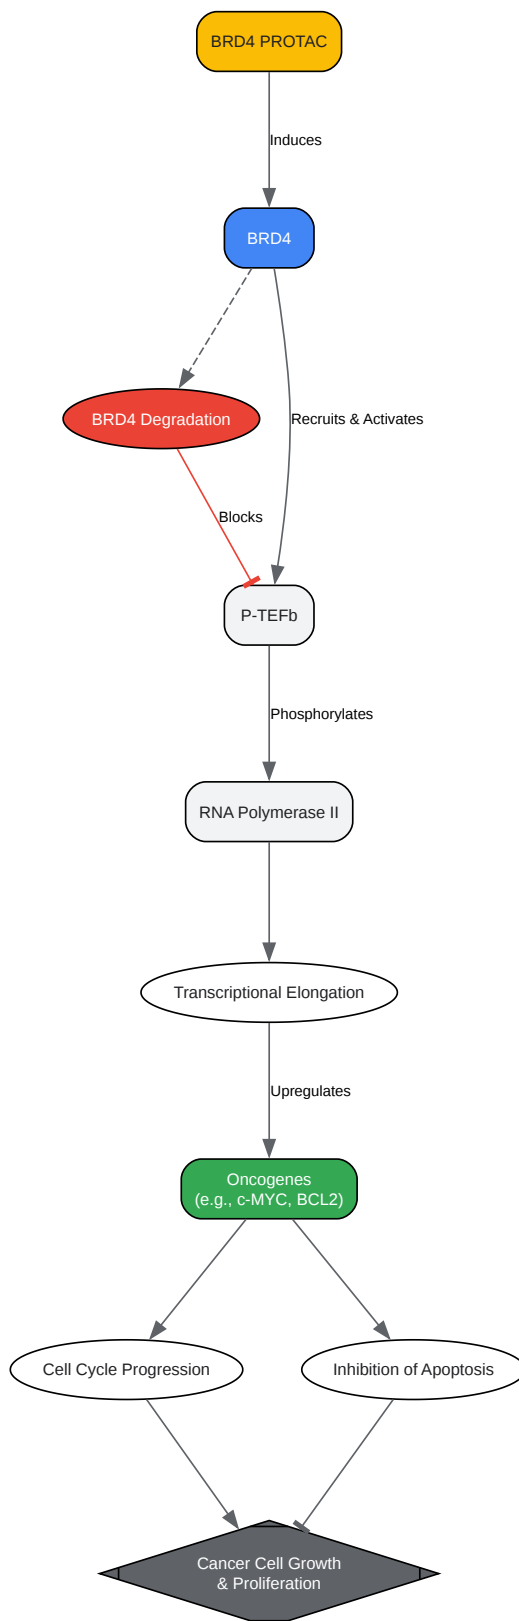 BRD4 PROTAC
Induces
BRD4
BRD4 Degradation
Recruits & Activates
Blocks
P-TEFb
Phosphorylates
RNA Polymerase II
Transcriptional Elongation
Upregulates
Oncogenes
(e.g., c-MYC, BCL2)
Cell Cycle Progression
Inhibition of Apoptosis
Cancer Cell Growth
& Proliferation